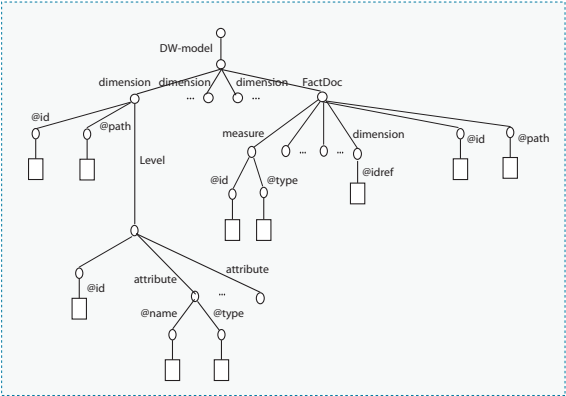 DW-model
dimension dimension dimension FactDoc
... ...
@id @path measure dimension @id @path
... ...
Level @id @type @idref
attribute attribute
@id ...
@name @type